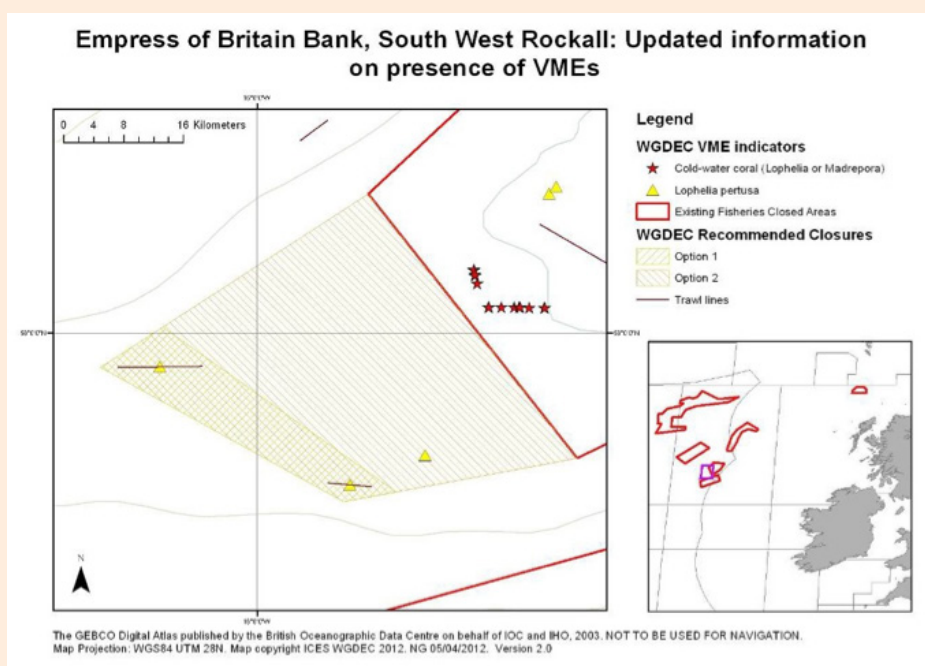 Empress of Britain Bank, South West Rockall: Updated information
on presence of VMEs
0 4 8 16 Kilometers
Legend
WGDEC VME indicators
Cold-water coral (Lophelia or Madrepora)
Lophelia pertusa
Existing Fisheries Closed Areas
WGDEC Recommended Closures
Option 1
Option 2
Trawl lines
N
The GEBCO Digital Atlas published by the British Oceanographic Data Centre on behalf of IOC and IHO, 2003. NOT TO BE USED FOR NAVIGATION.
Map Projection: WGS84 UTM 28N. Map copyright ICES WGDEC 2012. NG 05/04/2012. Version 2.0